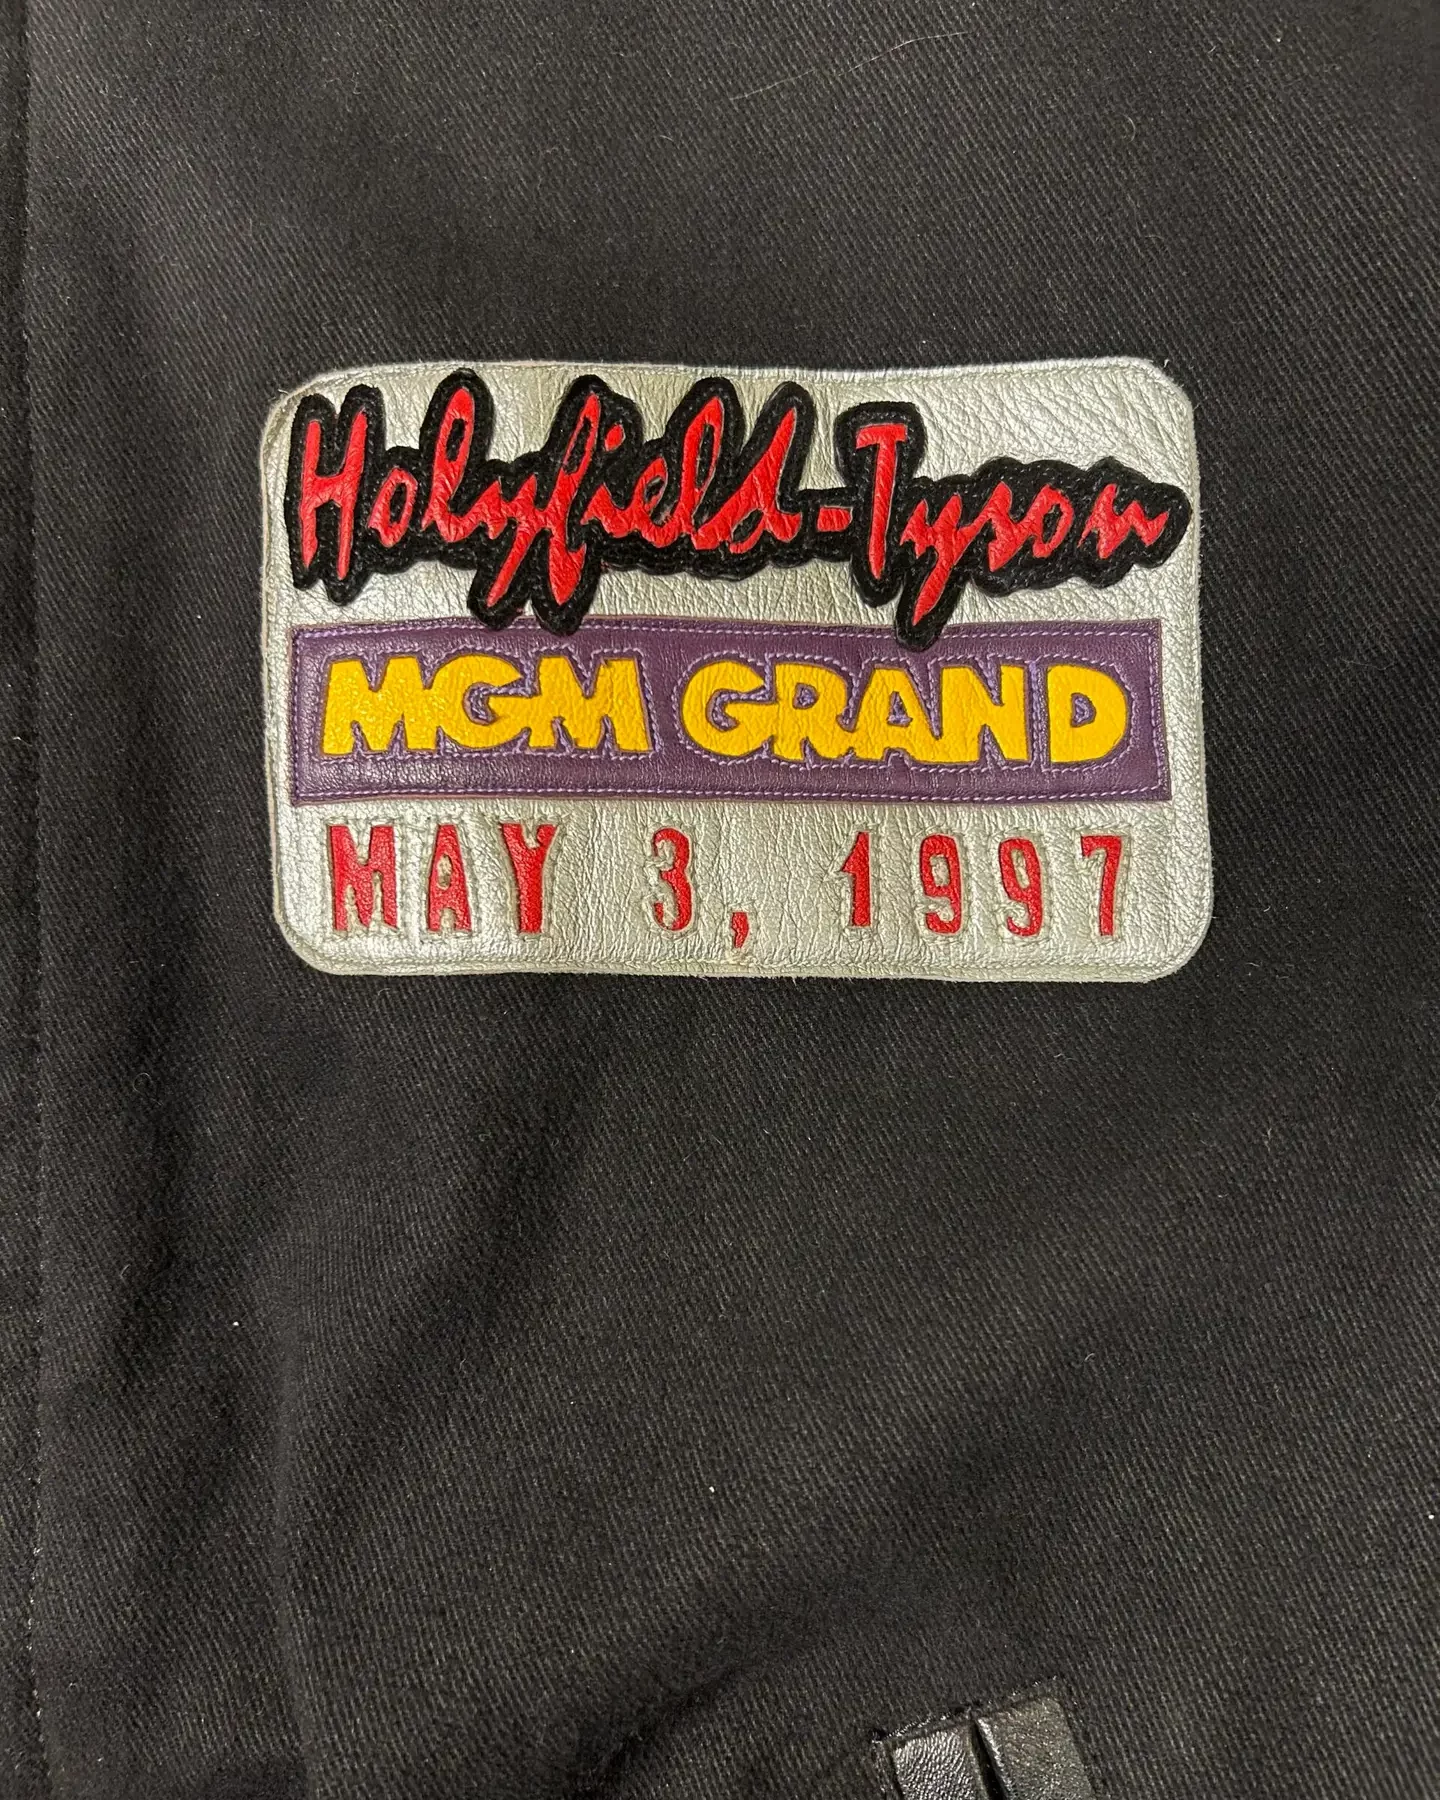 Holyfield-Tyson
MGM GRAND
MAY 3, 1997